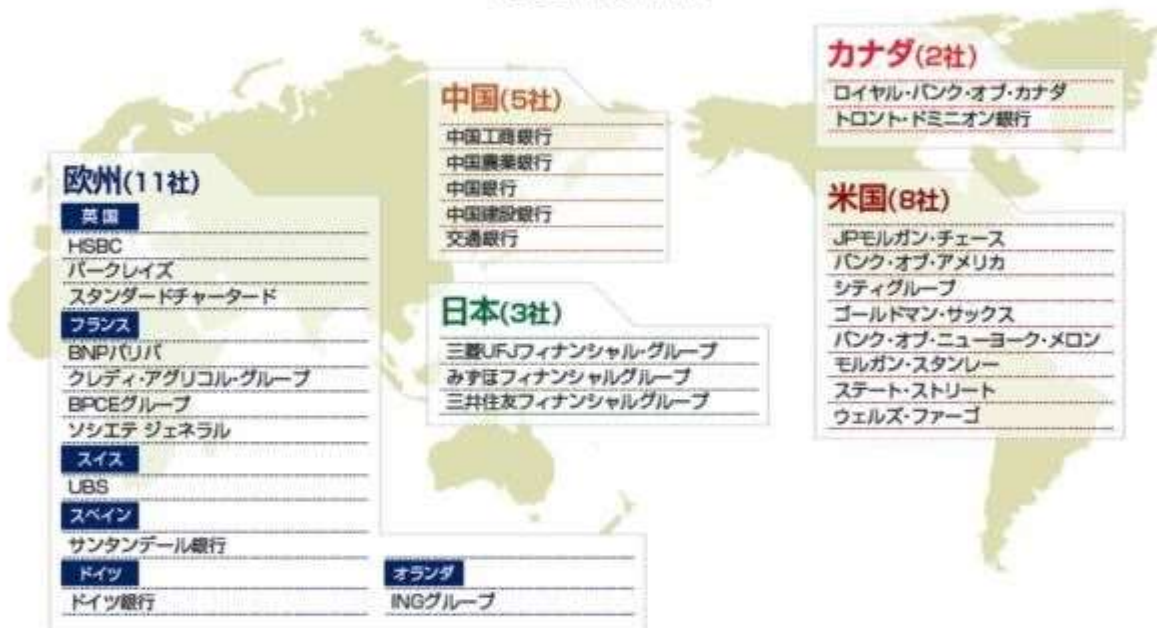 欧州(11社)
英国
HSBC
バークレイズ
スタンダードチャータード
フランス
BNPパリバ
クレディ・アグリコル・グループ
BPCEグループ
ソシエテ ジェネラル
スイス
UBS
スペイン
サンタンデール銀行
ドイツ
ドイツ銀行
オランダ
INGグループ
中国(5社)
中国工商銀行
中国農業銀行
中国銀行
中国建設銀行
交通銀行
日本(3社)
三菱UFJフィナンシャル・グループ
みずほフィナンシャルグループ
三井住友フィナンシャルグループ
カナダ(2社)
ロイヤル・バンク・オブ・カナダ
トロント・ドミニオン銀行
米国(8社)
JPモルガン・チェース
バンク・オブ・アメリカ
シティグループ
ゴールドマン・サックス
バンク・オブ・ニューヨーク・メロン
モルガン・スタンレー
ステート・ストリート
ウェルズ・ファーゴ